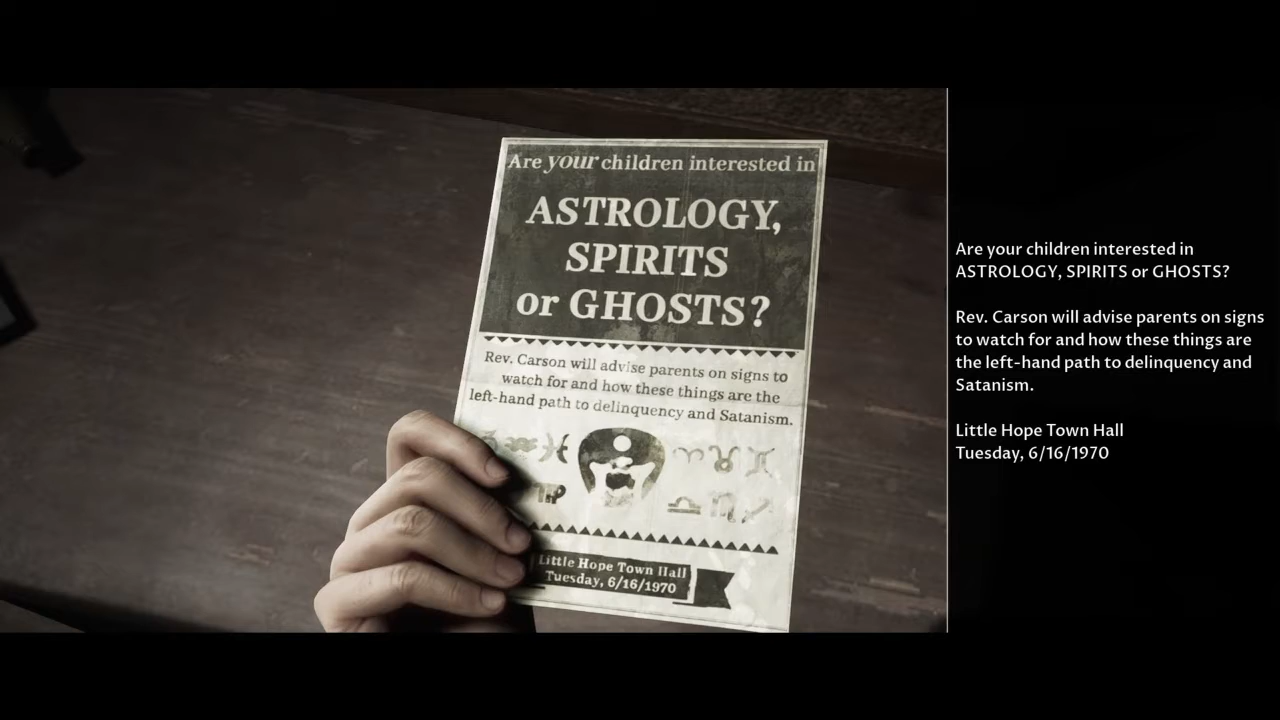 Are your children interested in
ASTROLOGY,
SPIRITS
or GHOSTS?
Rev. Carson will advise parents on signs to
watch for and how these things are the
left-hand path to delinquency and Satanism.
Little Hope Town Hall
Tuesday, 6/16/1970
Are your children interested in
ASTROLOGY, SPIRITS or GHOSTS?
Rev. Carson will advise parents on signs
to watch for and how these things are
the left-hand path to delinquency and
Satanism.
Little Hope Town Hall
Tuesday, 6/16/1970